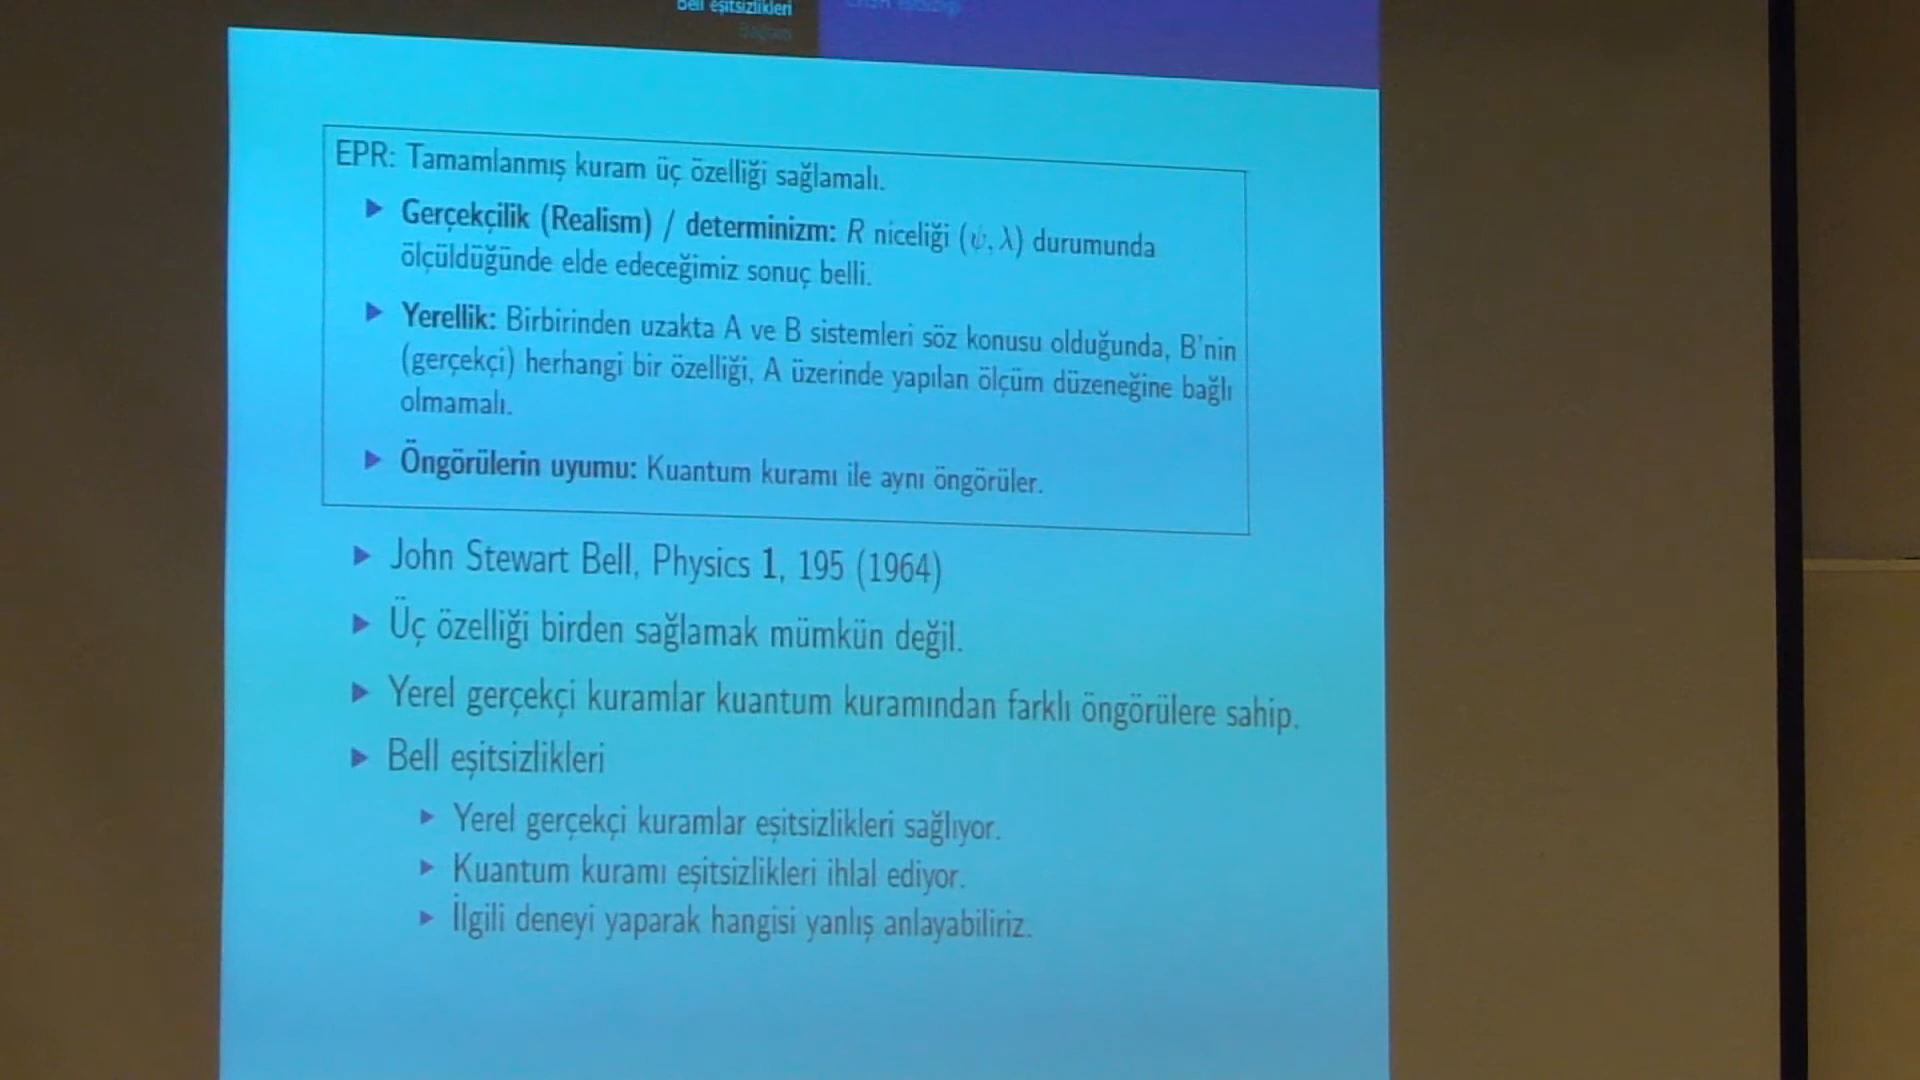 Bell eşitsizlikleri
EPR: Tamamlanmış kuram üç özelliği sağlamalı.
▶ Gerçekçilik (Realism) / determinizm: R niceliği (ψ, λ) durumunda
ölçüldüğünde elde edeceğimiz sonuç belli.
▶ Yerellik: Birbirinden uzakta A ve B sistemleri söz konusu olduğunda, B'nin
(gerçekçi) herhangi bir özelliği, A üzerinde yapılan ölçüm düzeneğine bağlı
olmamalı.
▶ Öngörülerin uyumu: Kuantum kuramı ile aynı öngörüler.
▶ John Stewart Bell, Physics 1, 195 (1964)
▶ Üç özelliği birden sağlamak mümkün değil.
▶ Yerel gerçekçi kuramlar kuantum kuramından farklı öngörülere sahip.
▶ Bell eşitsizlikleri
▶ Yerel gerçekçi kuramlar eşitsizlikleri sağlıyor.
▶ Kuantum kuramı eşitsizlikleri ihlal ediyor.
▶ İlgili deneyi yaparak hangisi yanlış anlayabiliriz.